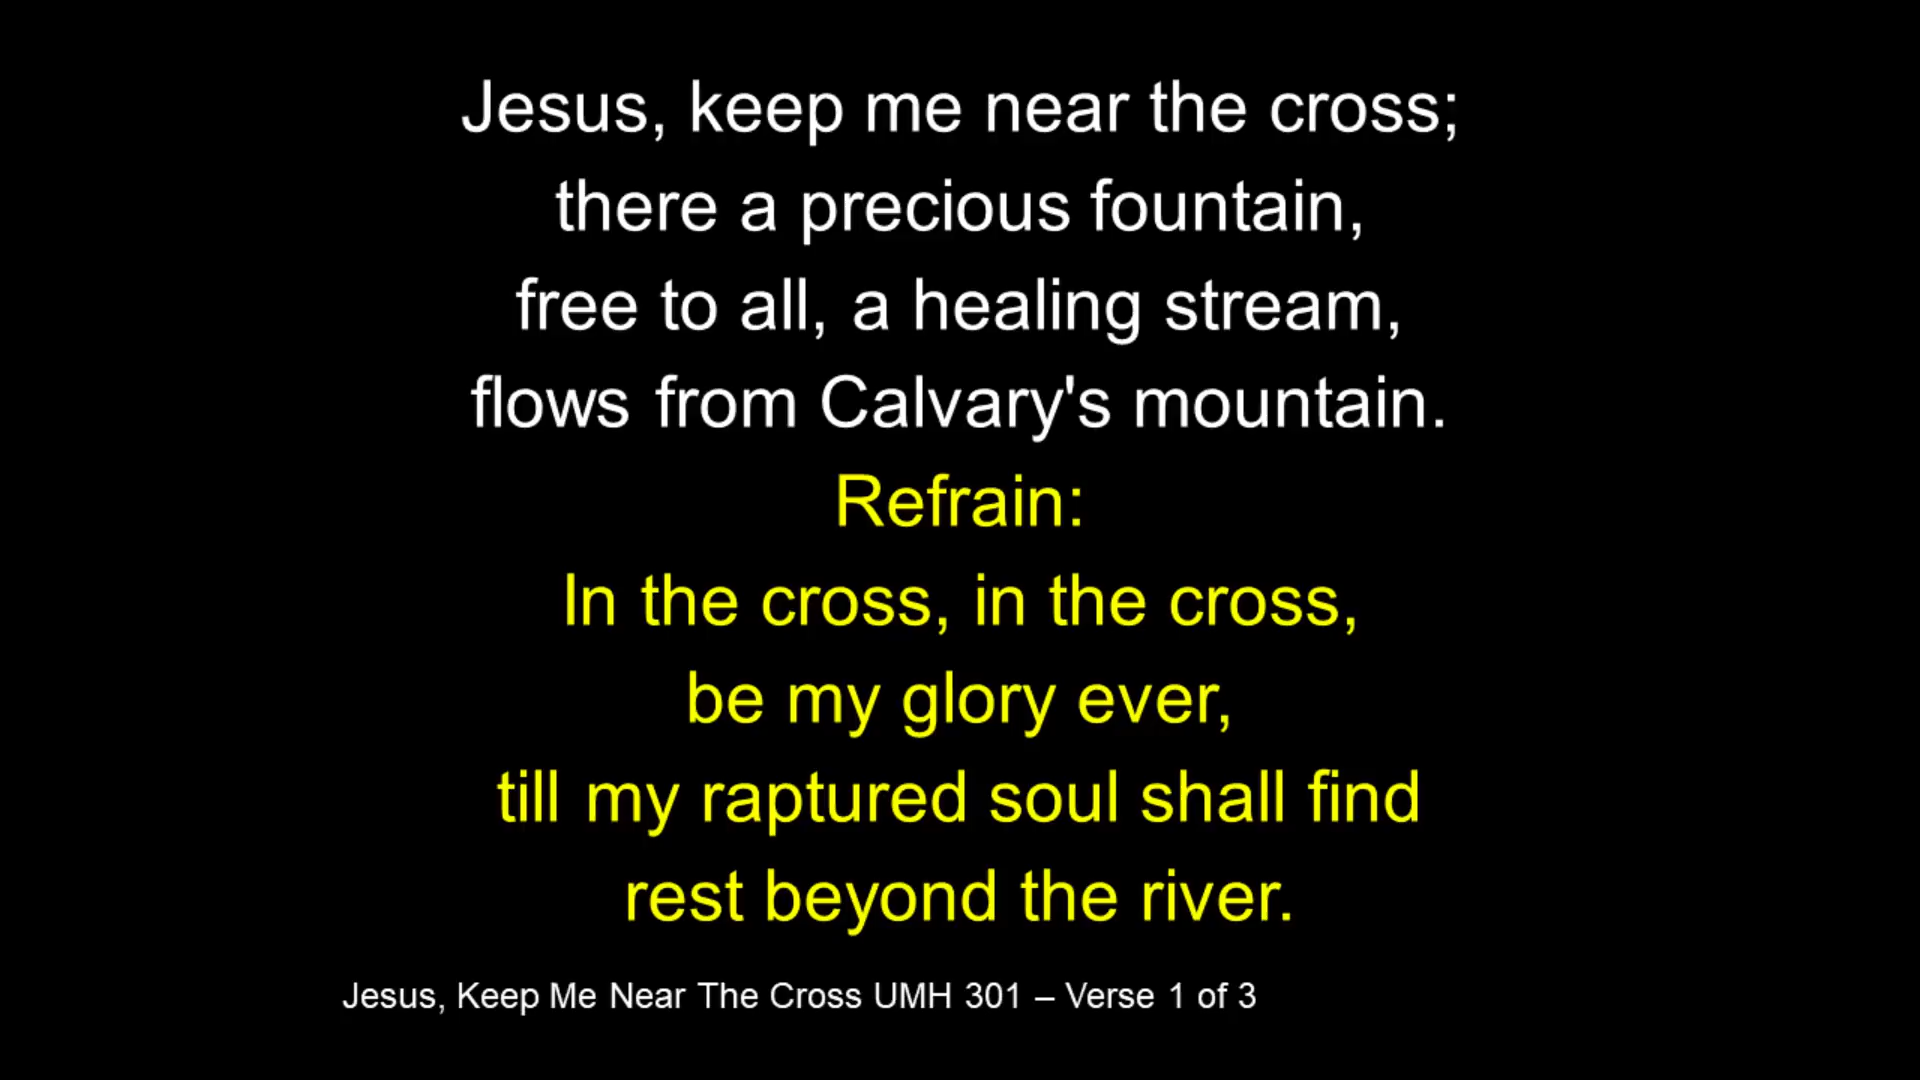 Jesus, keep me near the cross;
there a precious fountain,
free to all, a healing stream,
flows from Calvary's mountain.
Refrain:
In the cross, in the cross,
be my glory ever,
till my raptured soul shall find
rest beyond the river.
Jesus, Keep Me Near The Cross UMH 301 – Verse 1 of 3